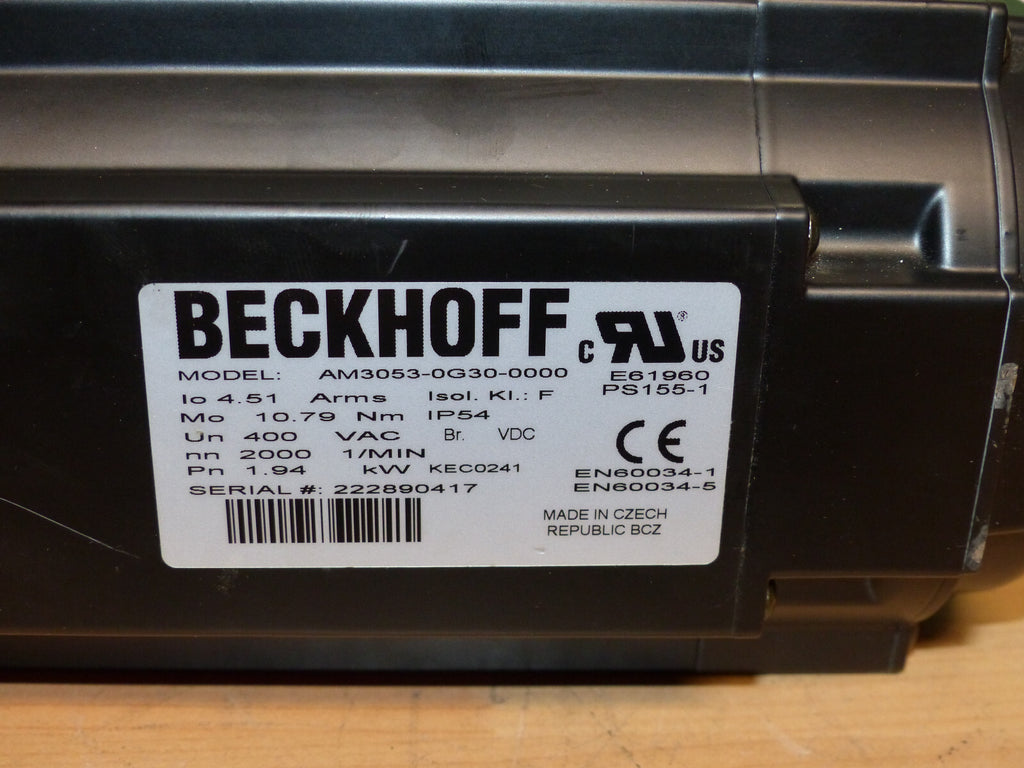 BECKHOFF
c RU ® US
MODEL: AM3053-0G30-0000
E61960
PS155-1
Io 4.51 Arms Isol. Kl.: F
Mo 10.79 Nm IP54
Un 400 VAC Br. VDC
CE
nn 2000 1/MIN
Pn 1.94 kW KEC0241
EN60034-1
SERIAL #: 222890417
EN60034-5
MADE IN CZECH
REPUBLIC BCZ